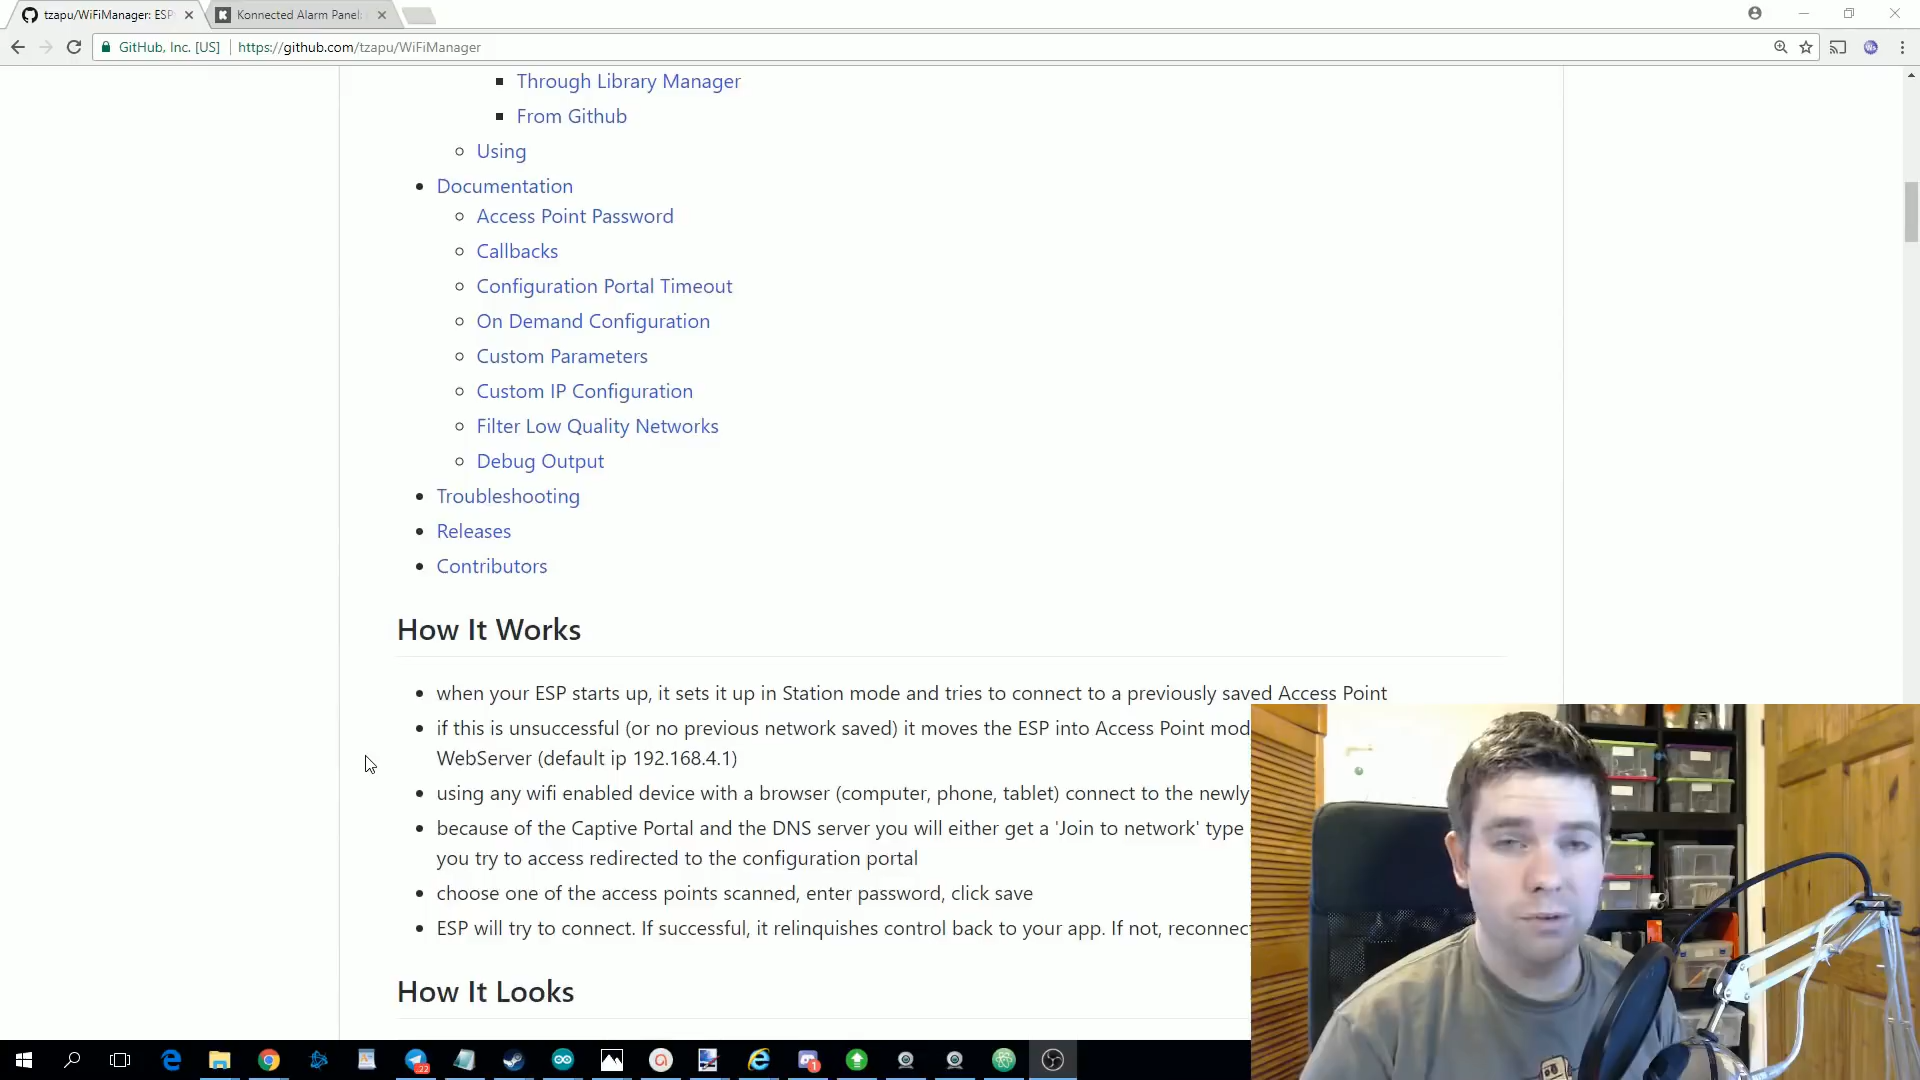 tzapu/WiFiManager: ESP
Konnected Alarm Panel:
GitHub, Inc. [US]
https://github.com/tzapu/WiFiManager
Through Library Manager
From Github
Using
Documentation
Access Point Password
Callbacks
Configuration Portal Timeout
On Demand Configuration
Custom Parameters
Custom IP Configuration
Filter Low Quality Networks
Debug Output
Troubleshooting
Releases
Contributors
How It Works
when your ESP starts up, it sets it up in Station mode and tries to connect to a previously saved Access Point
if this is unsuccessful (or no previous network saved) it moves the ESP into Access Point mod
WebServer (default ip 192.168.4.1)
using any wifi enabled device with a browser (computer, phone, tablet) connect to the newly
because of the Captive Portal and the DNS server you will either get a 'Join to network' type
you try to access redirected to the configuration portal
choose one of the access points scanned, enter password, click save
ESP will try to connect. If successful, it relinquishes control back to your app. If not, reconnect
How It Looks